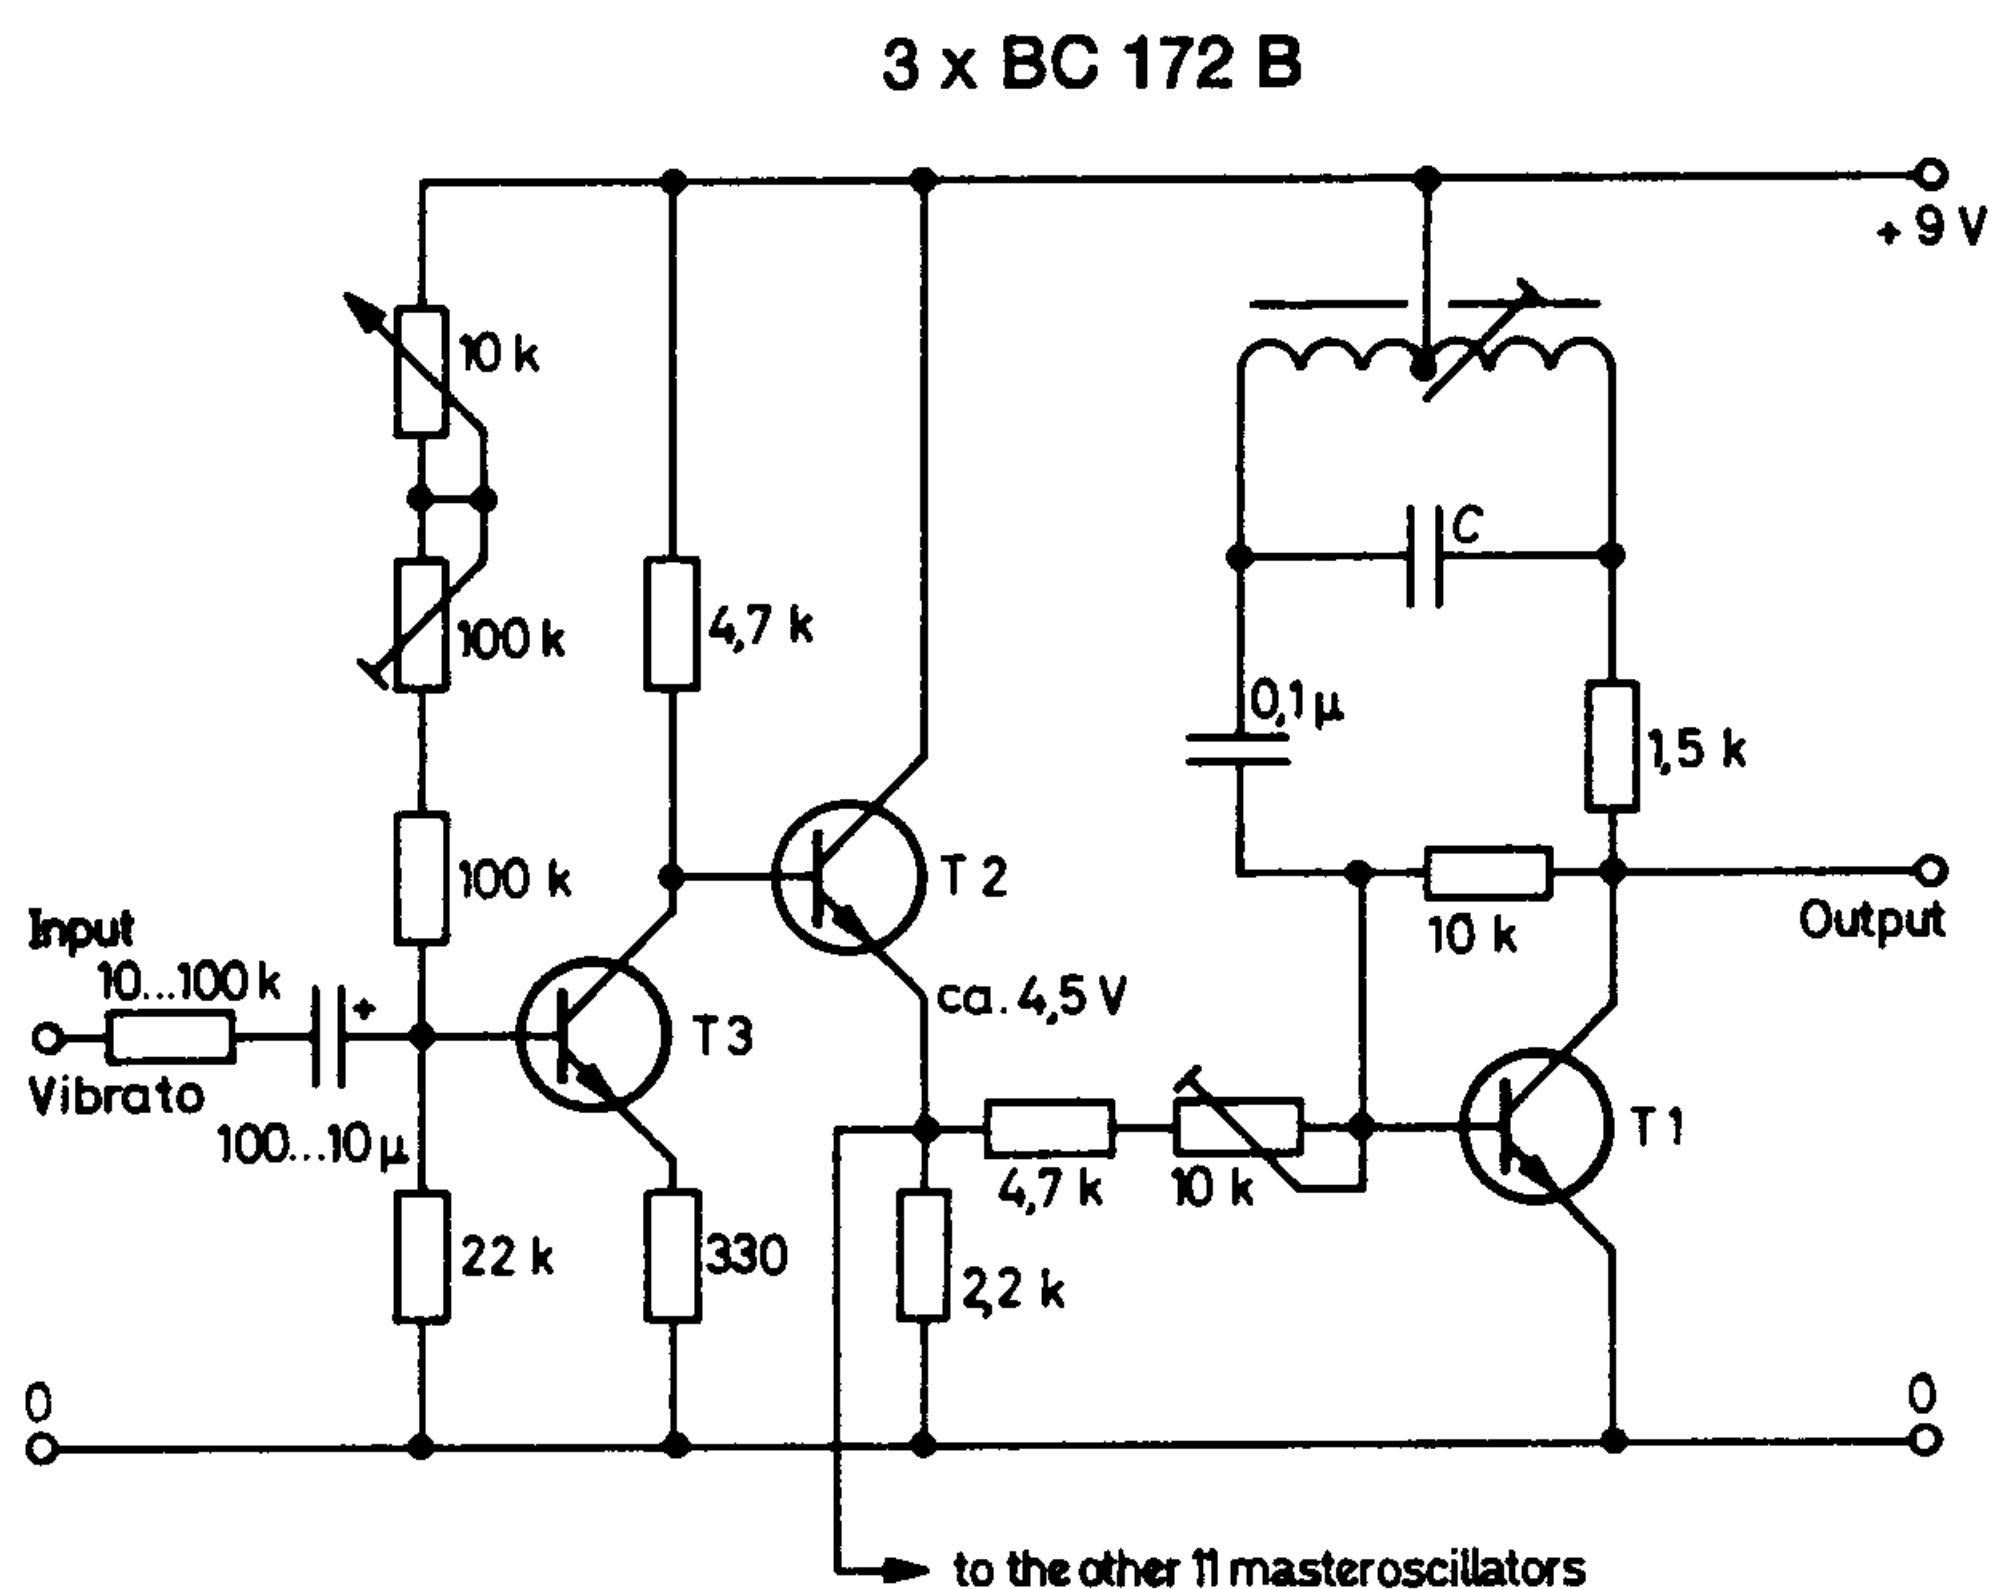 3 x BC 172 B
+ 9 V
10 k
C
100 k
4,7 k
0,1 µ
1,5 k
100 k
T 2
10 k
Output
Input
10...100 k
+
Vibrato
100...10 µ
T 3
ca. 4,5 V
T 1
4,7 k
10 k
22 k
330
2,2 k
0
0
to the other 11 masteroscillators